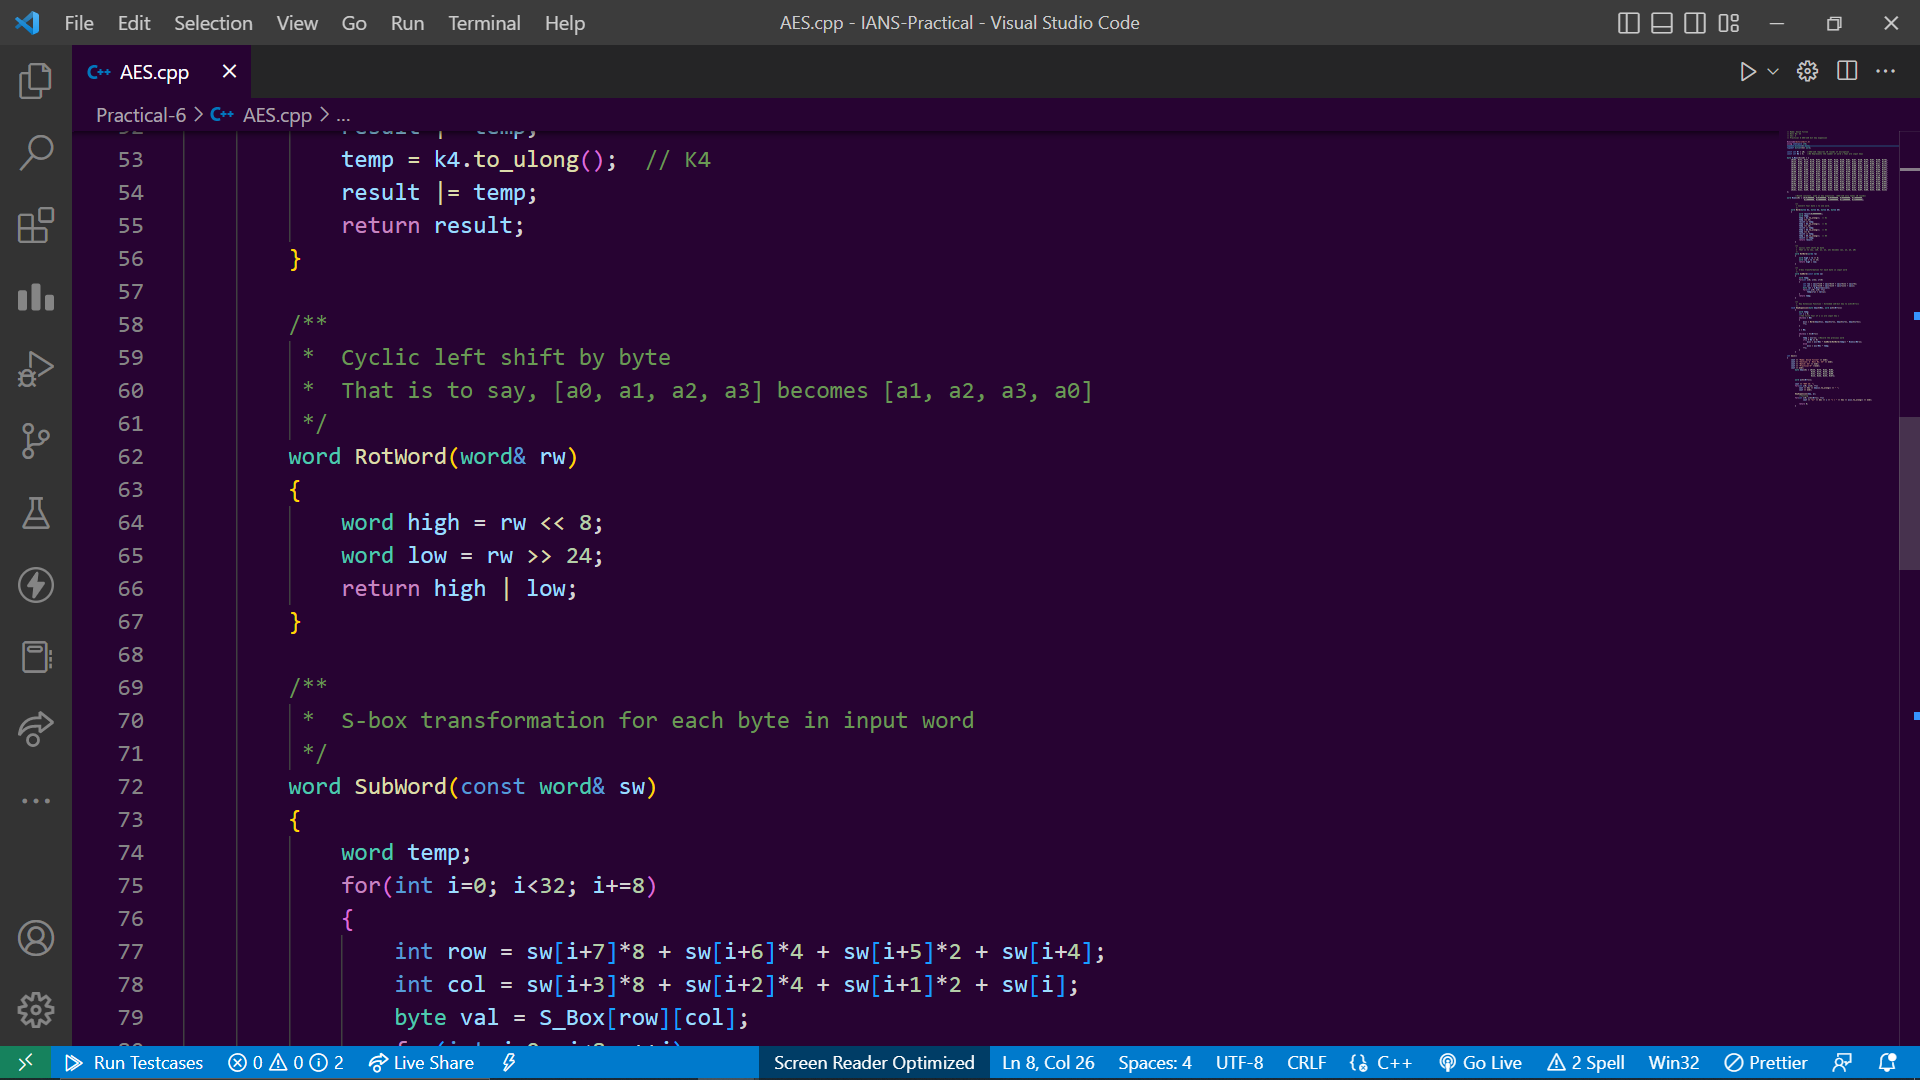 File Edit Selection View Go Run Terminal Help
AES.cpp - IANS-Practical - Visual Studio Code
C++ AES.cpp
Practical-6 > C++ AES.cpp > ...
53 temp = k4.to_ulong();  // K4
54 result |= temp;
55 return result;
56 }
57
58 /**
59 *  Cyclic left shift by byte
60 *  That is to say, [a0, a1, a2, a3] becomes [a1, a2, a3, a0]
61 */
62 word RotWord(word& rw)
63 {
64 word high = rw << 8;
65 word low = rw >> 24;
66 return high | low;
67 }
68
69 /**
70 *  S-box transformation for each byte in input word
71 */
72 word SubWord(const word& sw)
73 {
74 word temp;
75 for(int i=0; i<32; i+=8)
76 {
77 int row = sw[i+7]*8 + sw[i+6]*4 + sw[i+5]*2 + sw[i+4];
78 int col = sw[i+3]*8 + sw[i+2]*4 + sw[i+1]*2 + sw[i];
79 byte val = S_Box[row][col];
Run Testcases 0 0 2 Live Share Screen Reader Optimized Ln 8, Col 26 Spaces: 4 UTF-8 CRLF C++ Go Live 2 Spell Win32 Prettier